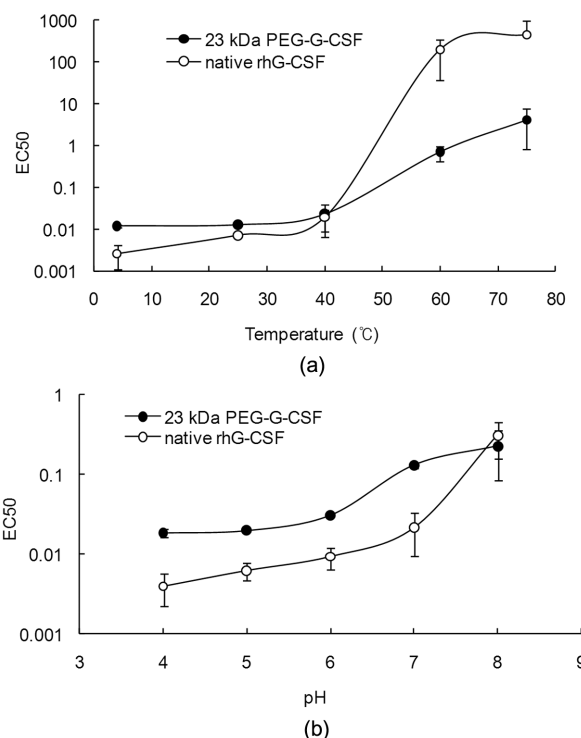 1000
100
10
1
0.1
0.01
0.001
EC50
23 kDa PEG-G-CSF
native rhG-CSF
0 10 20 30 40 50 60 70 80
Temperature (℃)
(a)
1
0.1
0.01
0.001
EC50
23 kDa PEG-G-CSF
native rhG-CSF
3 4 5 6 7 8 9
pH
(b)